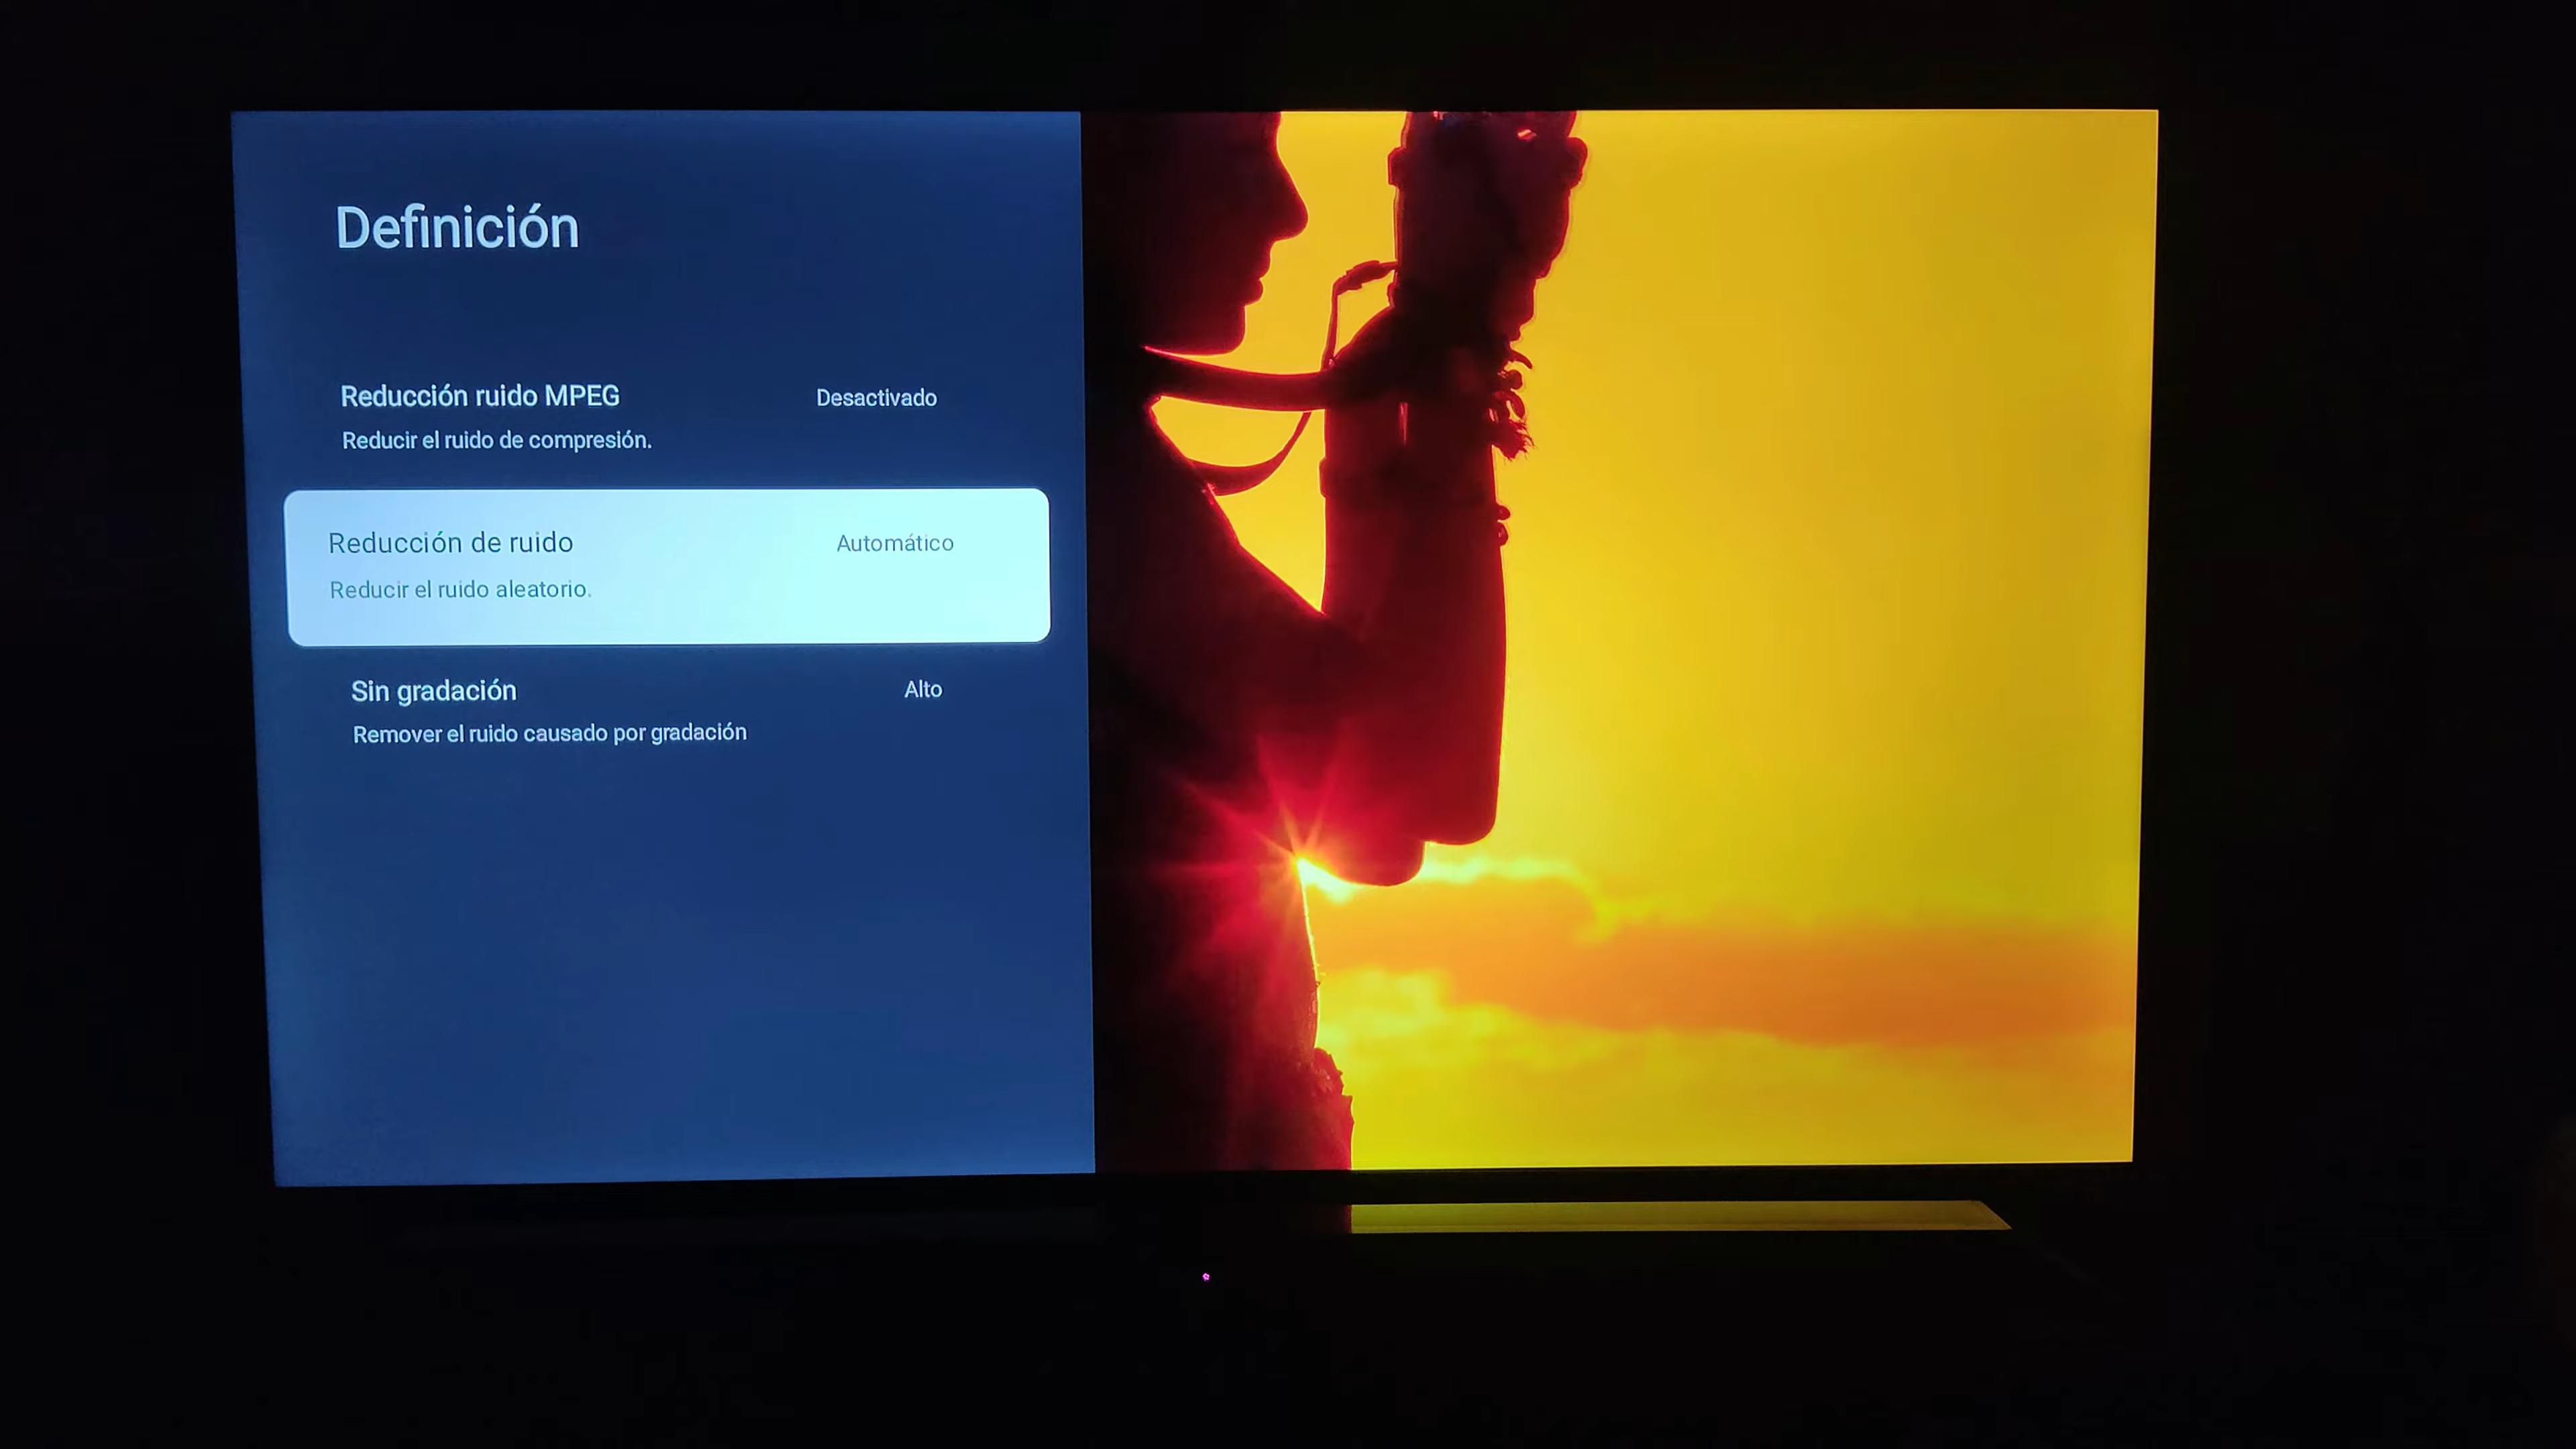 Definición
Reducción ruido MPEG Desactivado
Reducir el ruido de compresión.
Reducción de ruido Automático
Reducir el ruido aleatorio.
Sin gradación Alto
Remover el ruido causado por gradación